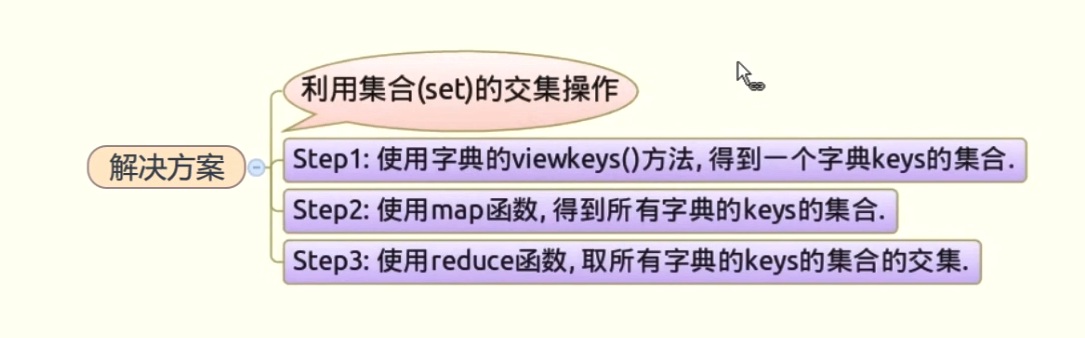 利用集合(set)的交集操作
解决方案
Step1: 使用字典的viewkeys()方法, 得到一个字典keys的集合.
Step2: 使用map函数, 得到所有字典的keys的集合.
Step3: 使用reduce函数, 取所有字典的keys的集合的交集.